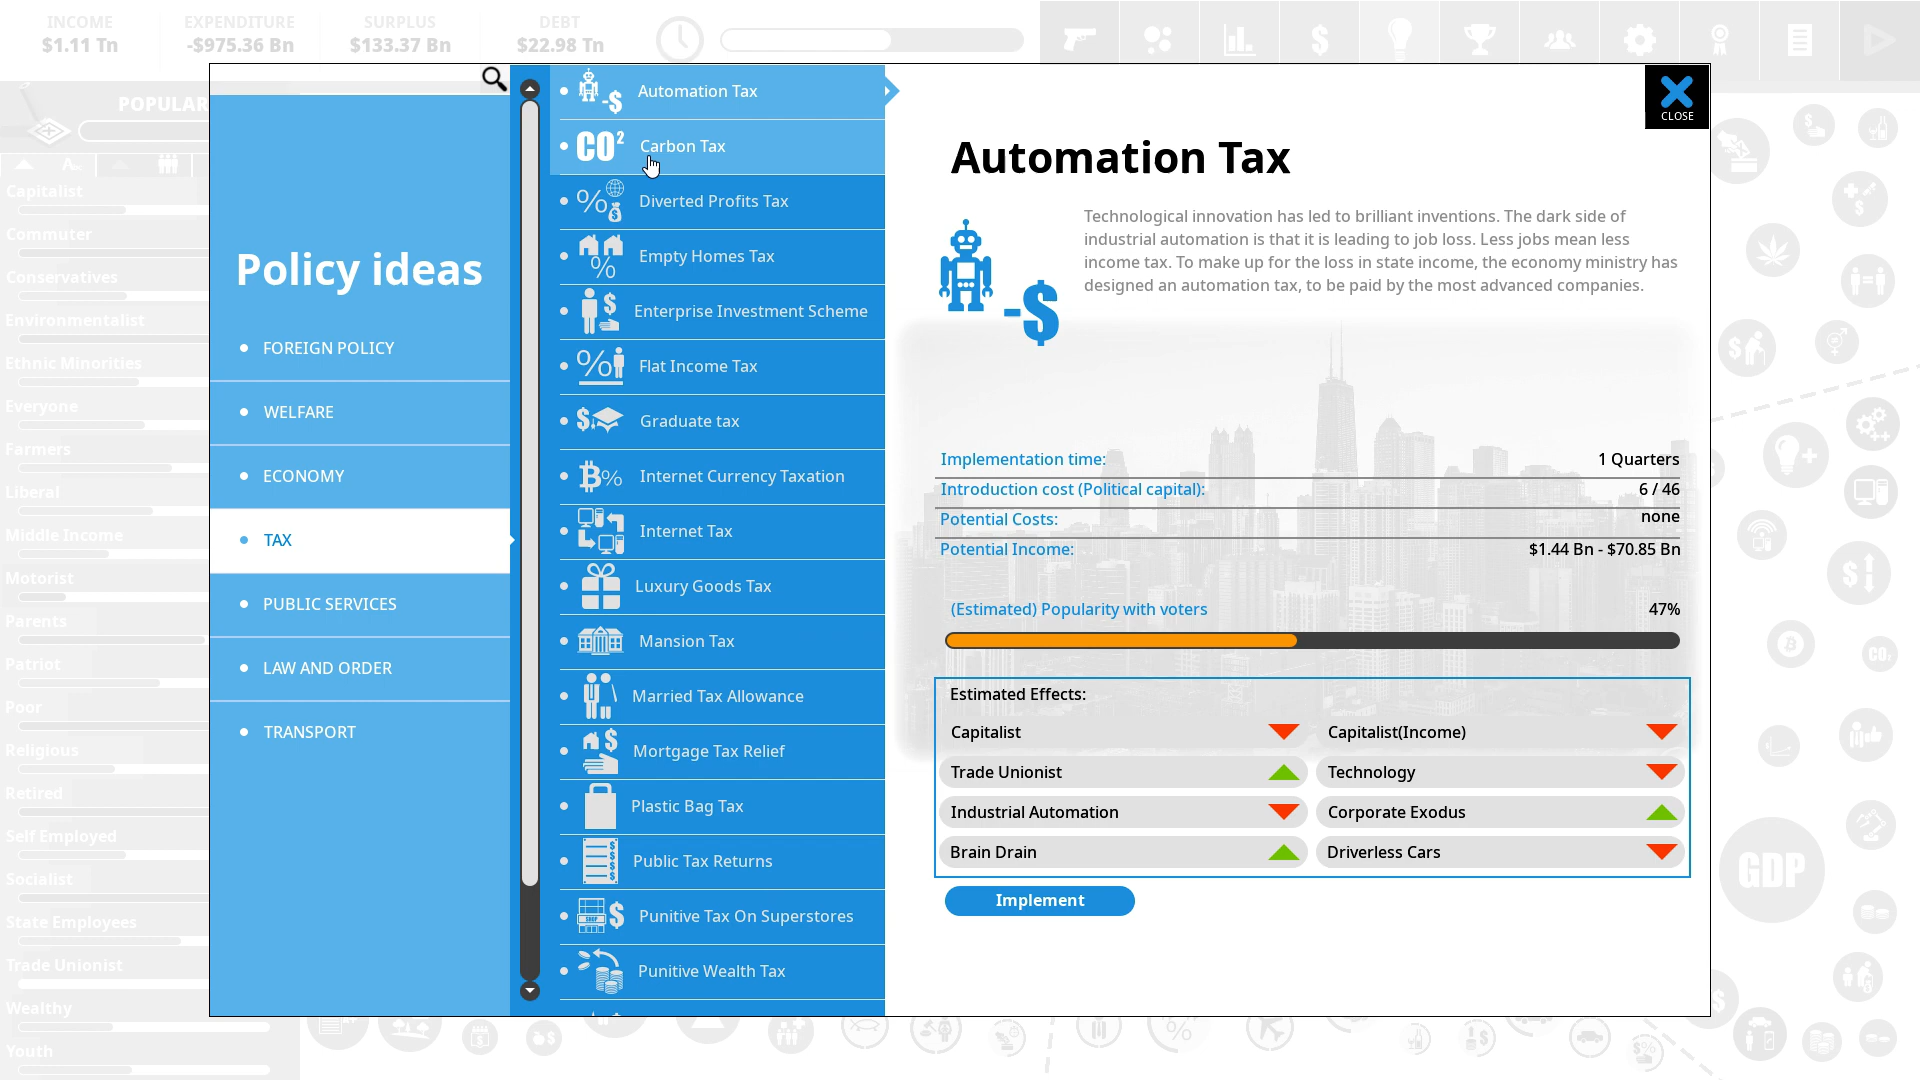 INCOME
$1.11 Tn
EXPENDITURE
-$975.36 Bn
SURPLUS
$133.37 Bn
DEBT
$22.98 Tn
POPULAR
Capitalist
Commuter
Conservatives
Environmentalist
Ethnic Minorities
Everyone
Farmers
Liberal
Middle Income
Motorist
Parents
Patriot
Poor
Religious
Retired
Self Employed
Socialist
State Employees
Trade Unionist
Wealthy
Youth
Policy ideas
FOREIGN POLICY
WELFARE
ECONOMY
TAX
PUBLIC SERVICES
LAW AND ORDER
TRANSPORT
-$ Automation Tax
CO² Carbon Tax
% Diverted Profits Tax
% Empty Homes Tax
$ Enterprise Investment Scheme
% Flat Income Tax
$ Graduate tax
₿% Internet Currency Taxation
Internet Tax
Luxury Goods Tax
Mansion Tax
Married Tax Allowance
$ Mortgage Tax Relief
Plastic Bag Tax
Public Tax Returns
$ Punitive Tax On Superstores
Punitive Wealth Tax
CLOSE
Automation Tax
-$
Technological innovation has led to brilliant inventions. The dark side of
industrial automation is that it is leading to job loss. Less jobs mean less
income tax. To make up for the loss in state income, the economy ministry has
designed an automation tax, to be paid by the most advanced companies.
Implementation time: 1 Quarters
Introduction cost (Political capital): 6 / 46
Potential Costs: none
Potential Income: $1.44 Bn - $70.85 Bn
(Estimated) Popularity with voters 47%
Estimated Effects:
Capitalist Capitalist(Income)
Trade Unionist Technology
Industrial Automation Corporate Exodus
Brain Drain Driverless Cars
Implement
CO₂
GDP